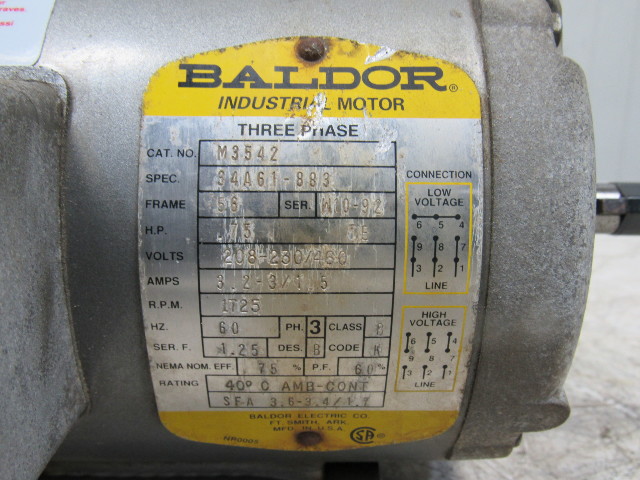 BALDOR®
INDUSTRIAL MOTOR
THREE PHASE
CAT. NO. M3542
SPEC. S4A61-883
FRAME 56 SER. W10-92
H.P. .75
VOLTS 208-230/460
AMPS 3.2-3/1.5
R.P.M. 1725
HZ. 60 PH. 3 CLASS B
SER. F. 1.25 DES. B CODE K
NEMA NOM. EFF. % P.F. 60 %
RATING 40° C AMB-CONT
SFA 3.6-3.4/1.7
BALDOR ELECTRIC CO.
FT. SMITH, ARK.
MFG. IN U.S.A.
SA
CONNECTION
LOW
VOLTAGE
6 5 4
9 8 7
3 2 1
LINE
HIGH
VOLTAGE
6 5 4
9 8 7
3 2 1
LINE